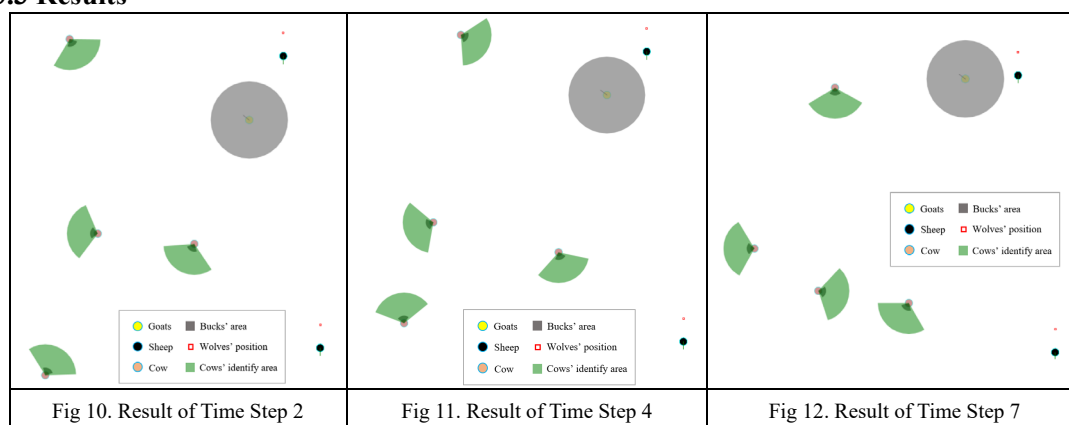 Results
Goats Bucks' area
Sheep Wolves' position
Cow Cows' identify area
Goats Bucks' area
Sheep Wolves' position
Cow Cows' identify area
Goats Bucks' area
Sheep Wolves' position
Cow Cows' identify area
Fig 10. Result of Time Step 2
Fig 11. Result of Time Step 4
Fig 12. Result of Time Step 7